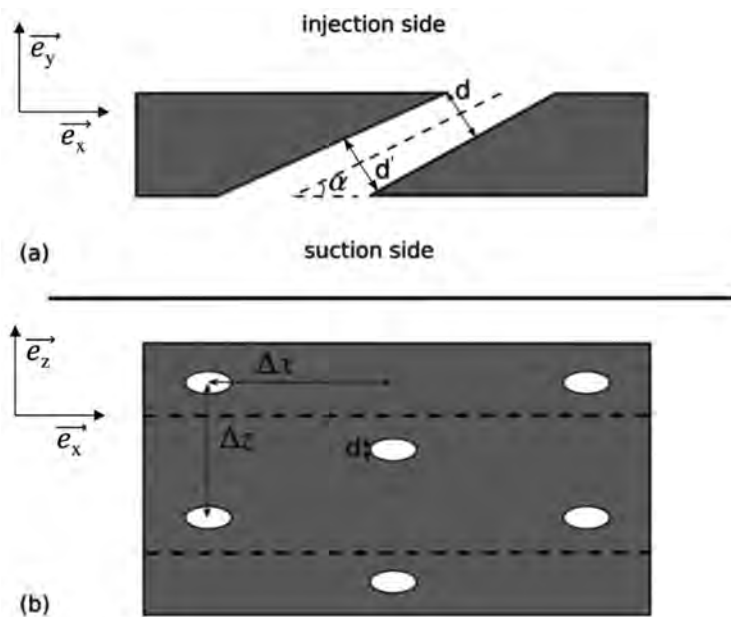 injection side
e_y
d
e_x
d'
α
(a)
suction side
e_z
Δx
Δz
e_x
d
(b)